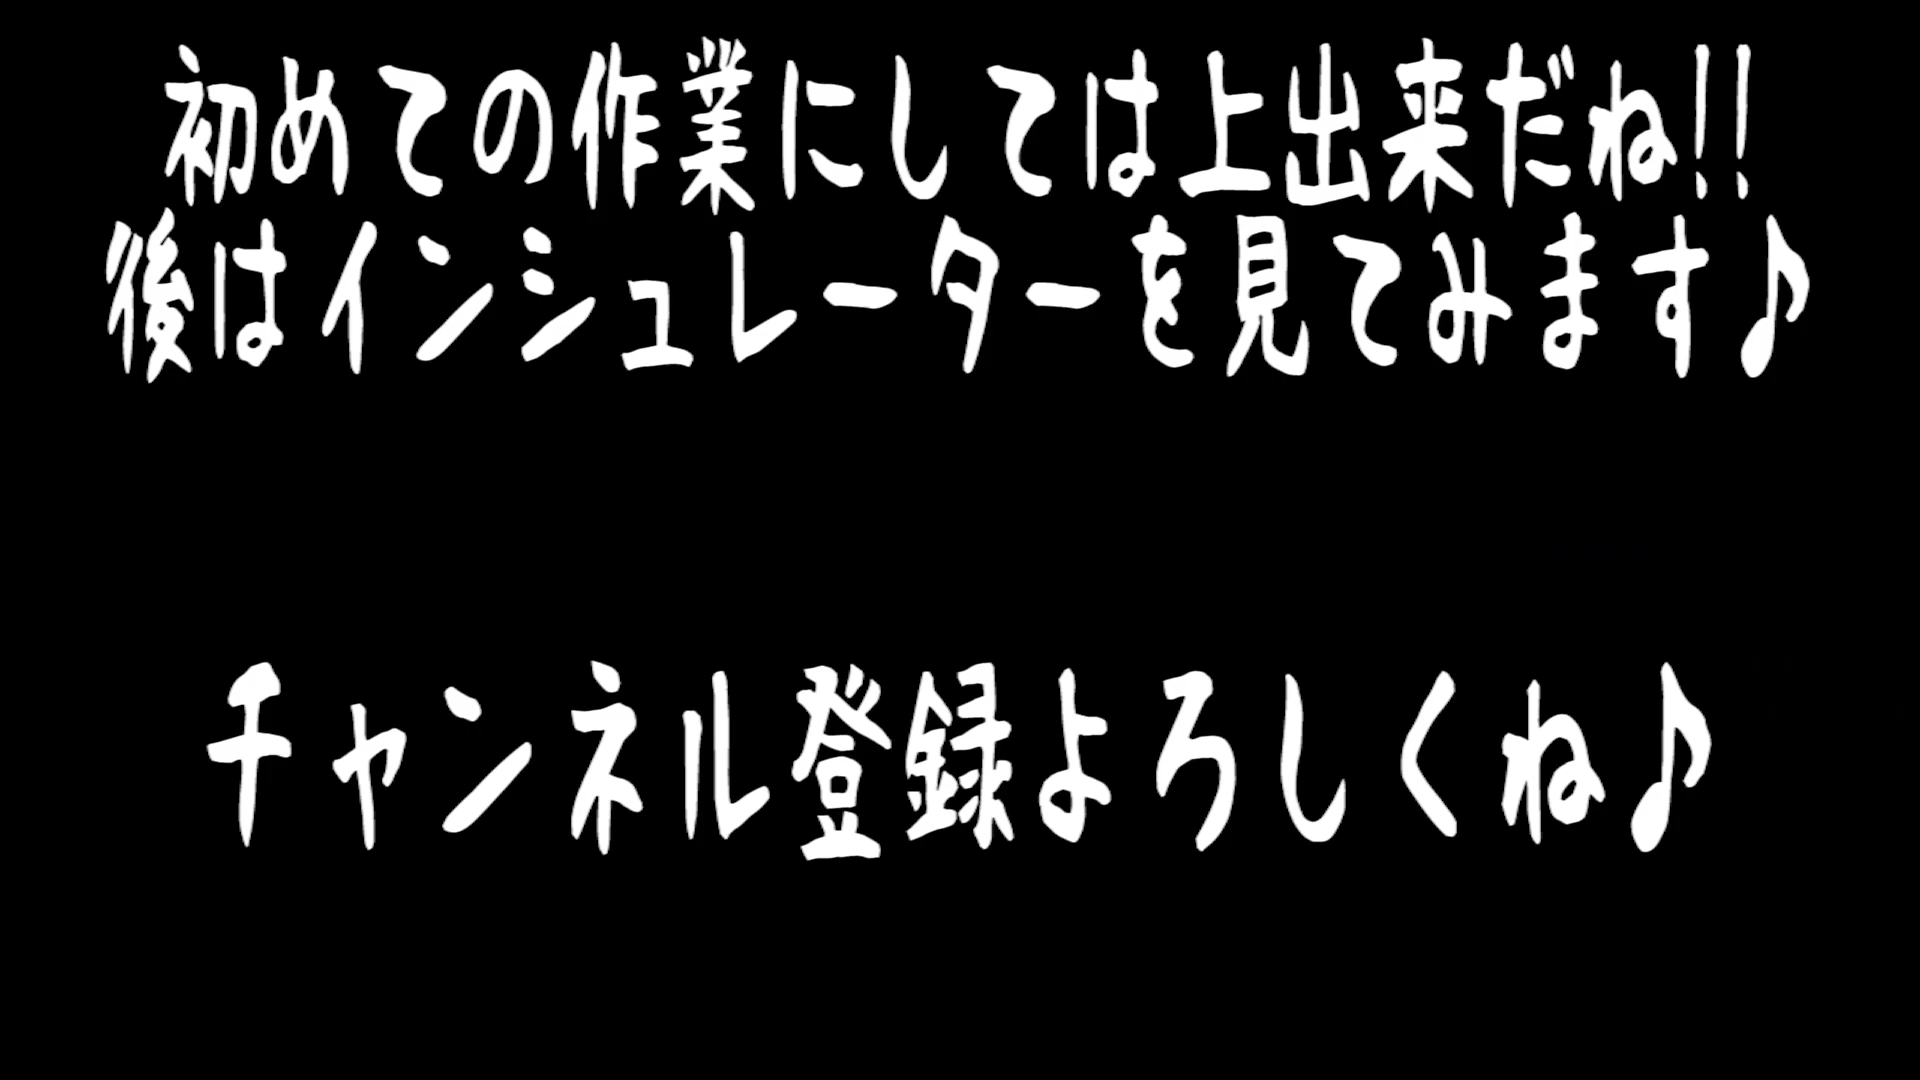 初めての作業にしては上出来だね!!
後はインシュレーターを見てみます♪
チャンネル登録よろしくね♪